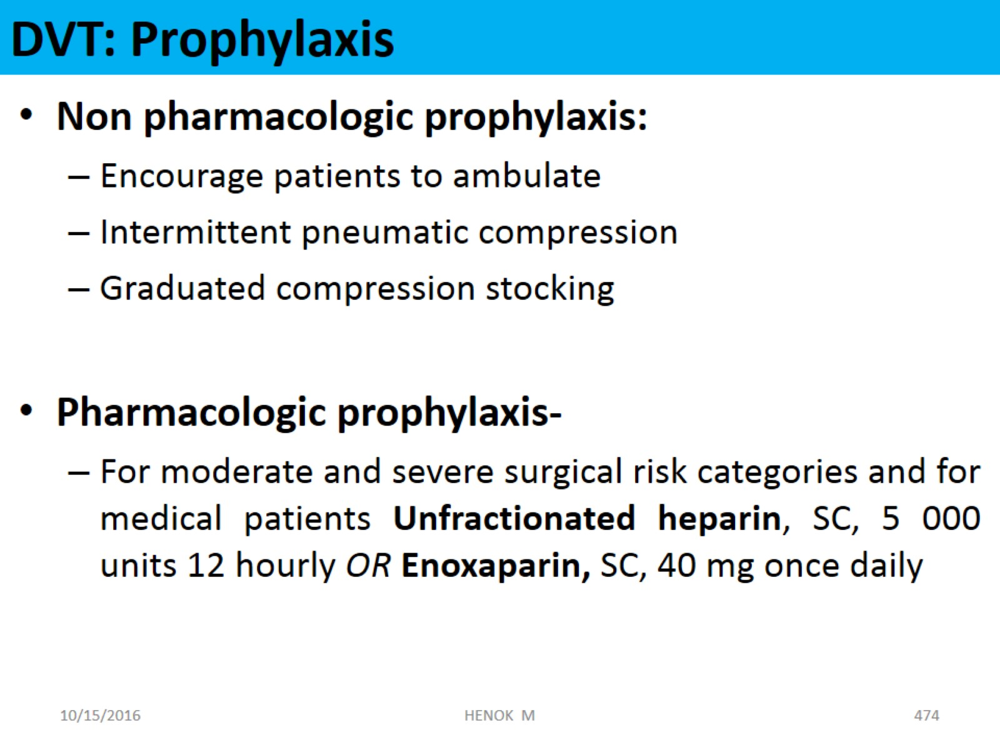 DVT: Prophylaxis
• Non pharmacologic prophylaxis:
– Encourage patients to ambulate
– Intermittent pneumatic compression
– Graduated compression stocking
• Pharmacologic prophylaxis-
– For moderate and severe surgical risk categories and for
medical patients Unfractionated heparin, SC, 5 000
units 12 hourly OR Enoxaparin, SC, 40 mg once daily
10/15/2016 HENOK M 474